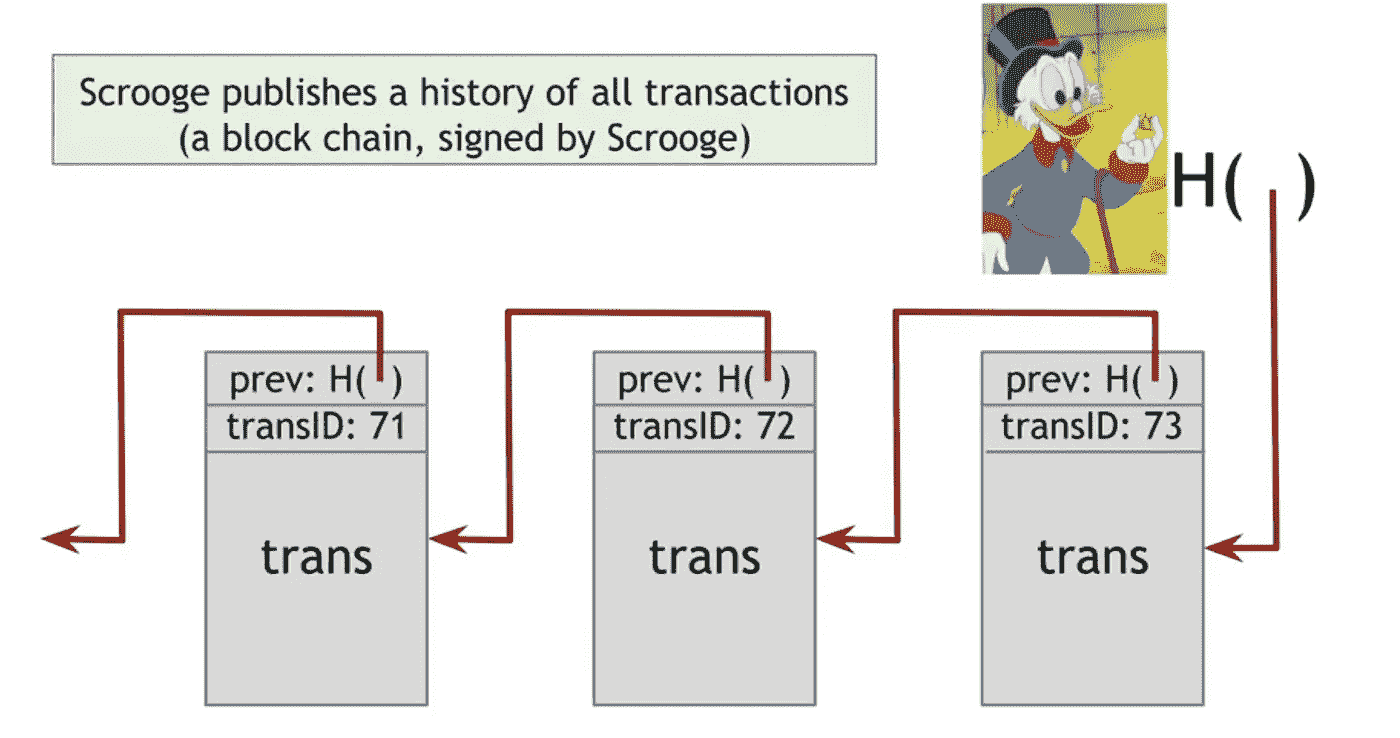 Scrooge publishes a history of all transactions
(a block chain, signed by Scrooge)
H( )
prev: H( )
transID: 71
trans
prev: H( )
transID: 72
trans
prev: H( )
transID: 73
trans